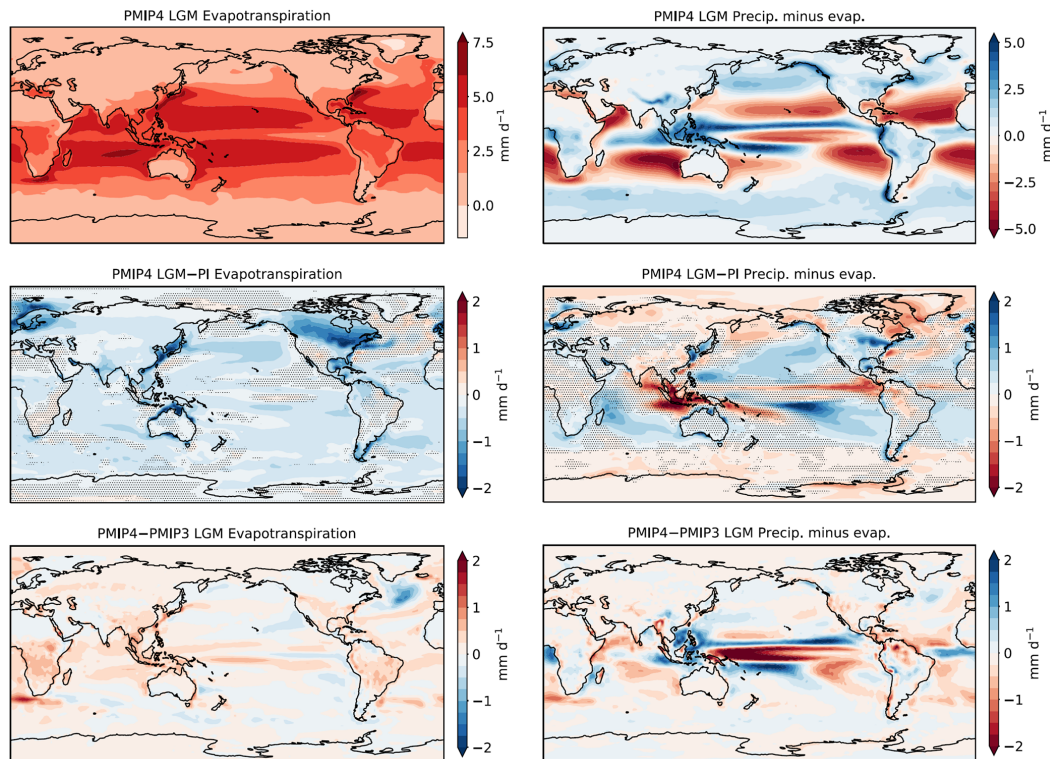 PMIP4 LGM Evapotranspiration
7.5
5.0
2.5
0.0
mm d⁻¹
PMIP4 LGM Precip. minus evap.
5.0
2.5
0.0
−2.5
−5.0
mm d⁻¹
PMIP4 LGM−PI Evapotranspiration
2
1
0
−1
−2
mm d⁻¹
PMIP4 LGM−PI Precip. minus evap.
2
1
0
−1
−2
mm d⁻¹
PMIP4−PMIP3 LGM Evapotranspiration
2
1
0
−1
−2
mm d⁻¹
PMIP4−PMIP3 LGM Precip. minus evap.
2
1
0
−1
−2
mm d⁻¹